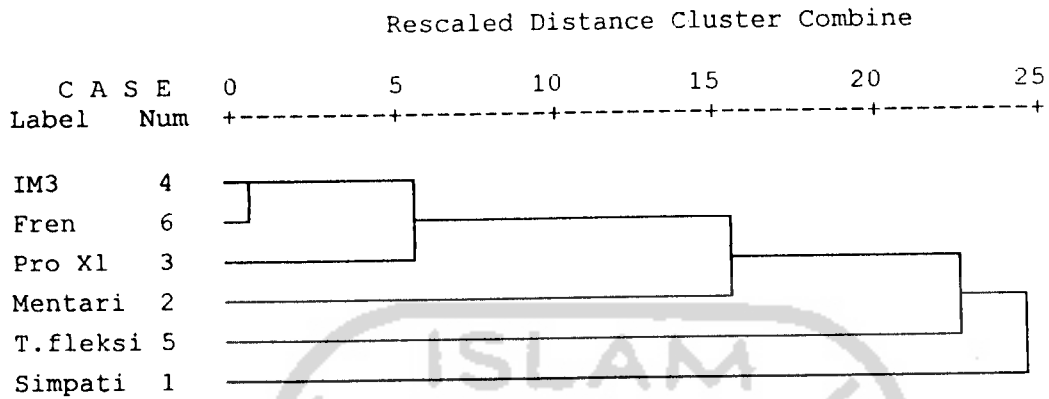 Rescaled Distance Cluster Combine
C A S E 0 5 10 15 20 25
Label Num +---------+---------+---------+---------+---------+
IM3 4
Fren 6
Pro Xl 3
Mentari 2
T.fleksi 5
Simpati 1
ISLAM